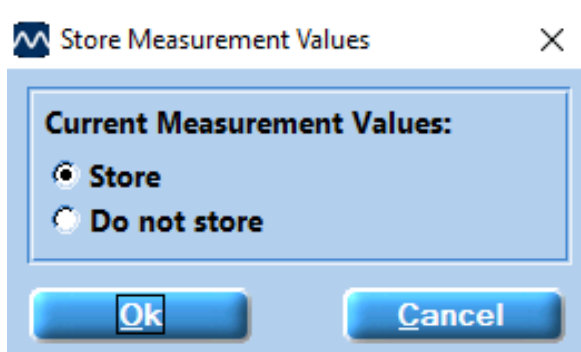 Store Measurement Values
Current Measurement Values:
Store
Do not store
Ok
Cancel